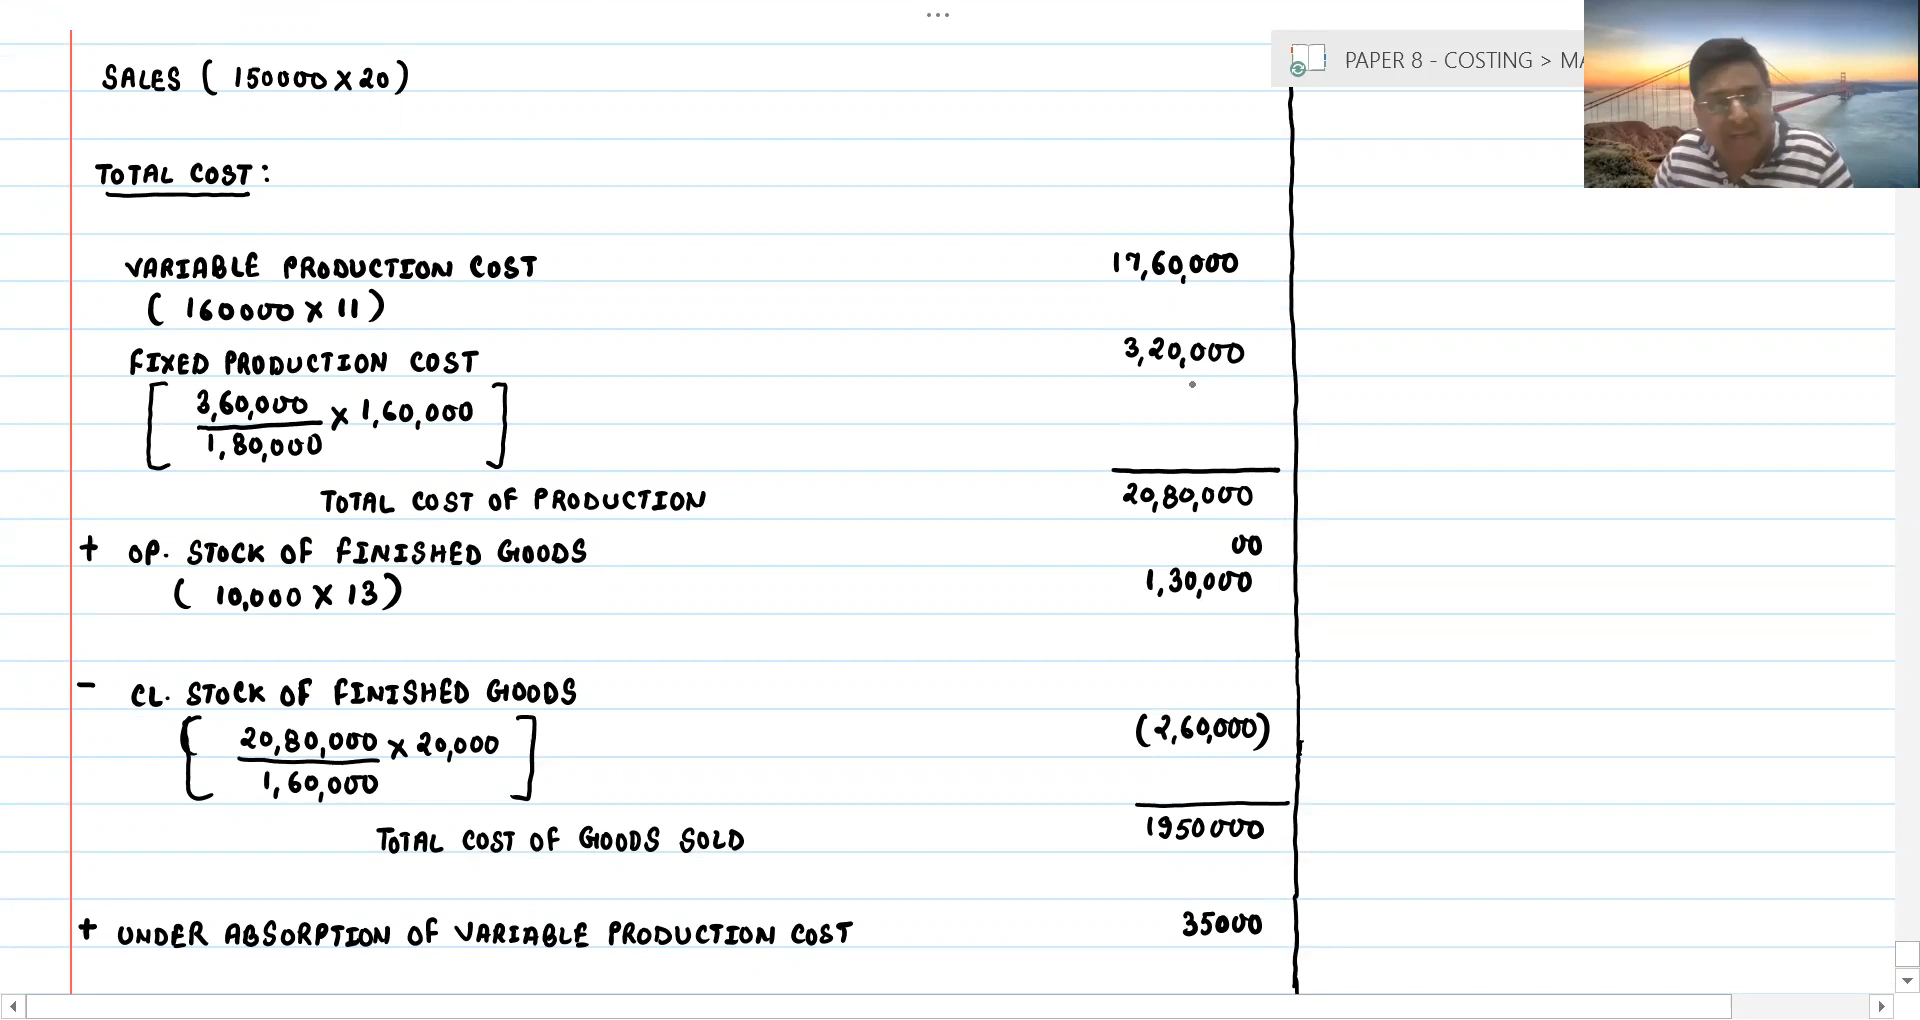 ...
PAPER 8 - COSTING > MA
SALES ( 150000 X 20)
TOTAL COST:
VARIABLE PRODUCTION COST 17,60,000
( 160000 X 11 )
FIXED PRODUCTION COST 3,20,000
[ 3,60,000 / 1,80,000 X 1,60,000 ]
TOTAL COST OF PRODUCTION 20,80,000
+ OP. STOCK OF FINISHED GOODS 00
( 10,000 X 13 ) 1,30,000
- CL. STOCK OF FINISHED GOODS
[ 20,80,000 / 1,60,000 X 20,000 ] (2,60,000)
TOTAL COST OF GOODS SOLD 1950000
+ UNDER ABSORPTION OF VARIABLE PRODUCTION COST 35000